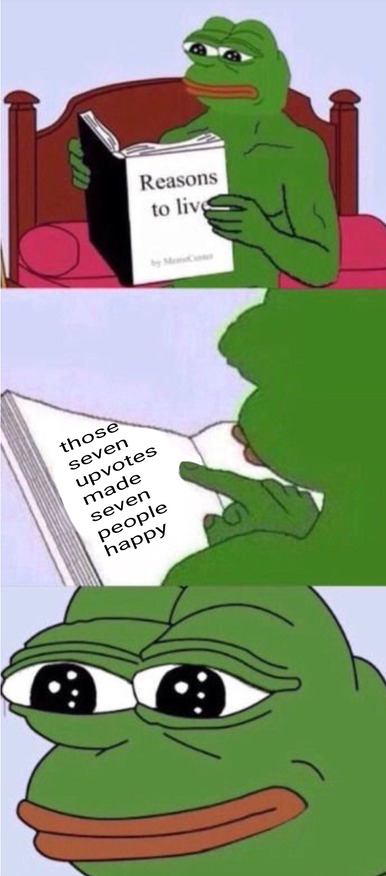 Reasons
to live
by MemeCenter
those
seven
upvotes
made
seven
people
happy